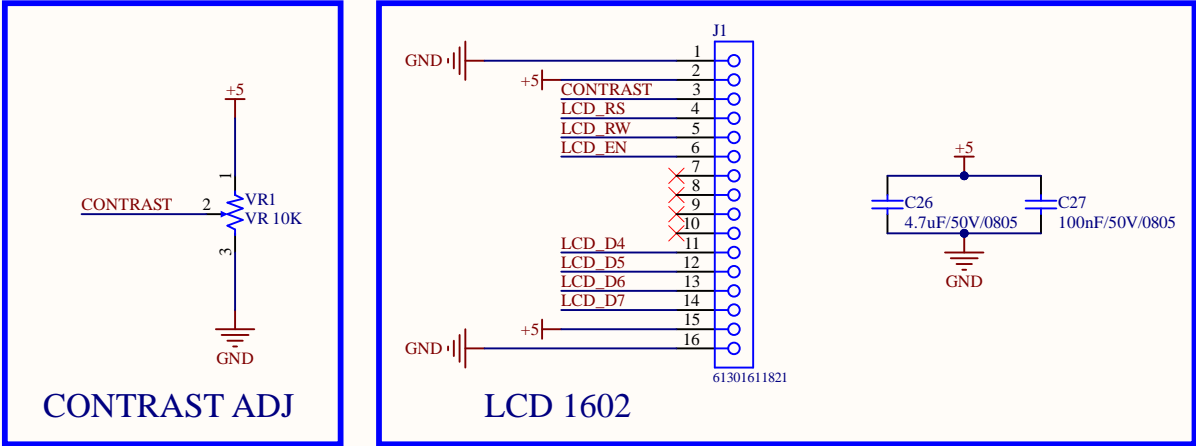 +5
1
CONTRAST
2
VR1
VR 10K
3
GND
CONTRAST ADJ
J1
GND
1
+5
2
CONTRAST
3
LCD_RS
4
LCD_RW
5
LCD_EN
6
7
8
9
10
LCD_D4
11
LCD_D5
12
LCD_D6
13
LCD_D7
14
+5
15
GND
16
61301611821
LCD 1602
+5
C26
4.7uF/50V/0805
C27
100nF/50V/0805
GND